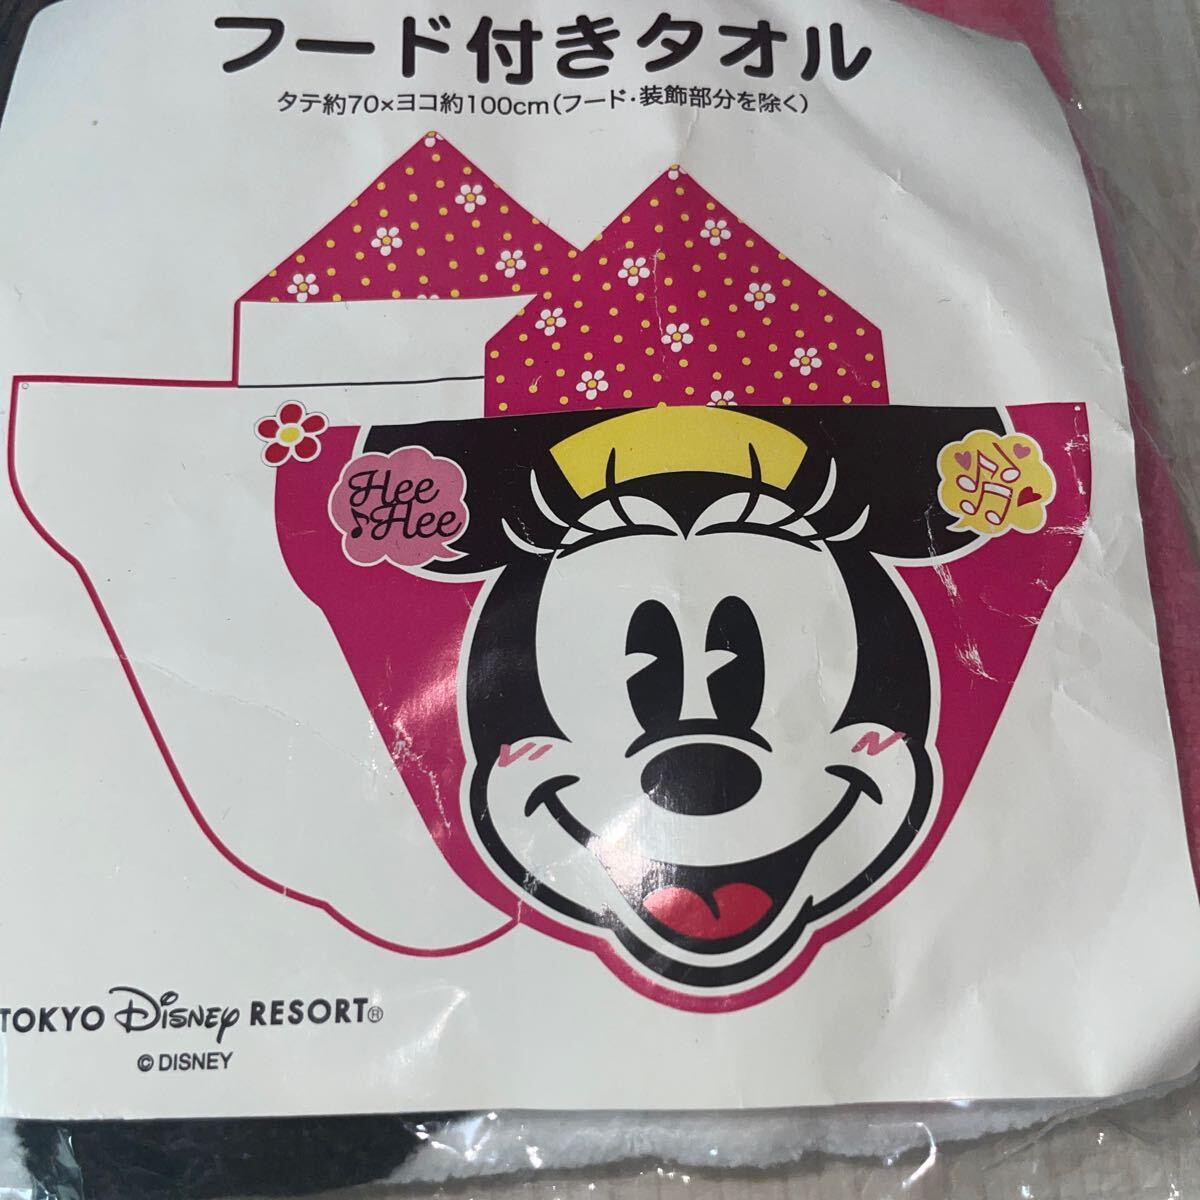 フード付きタオル
タテ約70×ヨコ約100cm(フード・装飾部分を除く)
Hee
♪Hee
TOKYO Disney RESORT®
© DISNEY